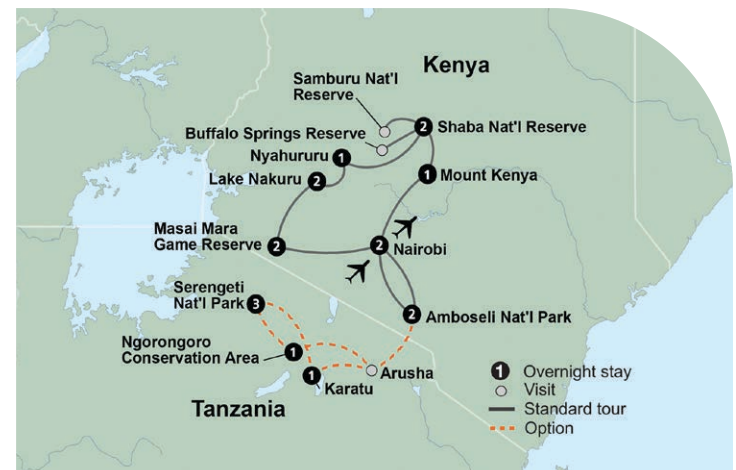 Kenya
Samburu Nat'l
Reserve
Buffalo Springs Reserve
2 Shaba Nat'l Reserve
Nyahururu 1
Lake Nakuru 2
1 Mount Kenya
Masai Mara
Game Reserve 2
2 Nairobi
Serengeti
Nat'l Park 3
2 Amboseli Nat'l Park
Ngorongoro
Conservation Area 1
1 Karatu
Arusha
Tanzania
1 Overnight stay
Visit
Standard tour
Option